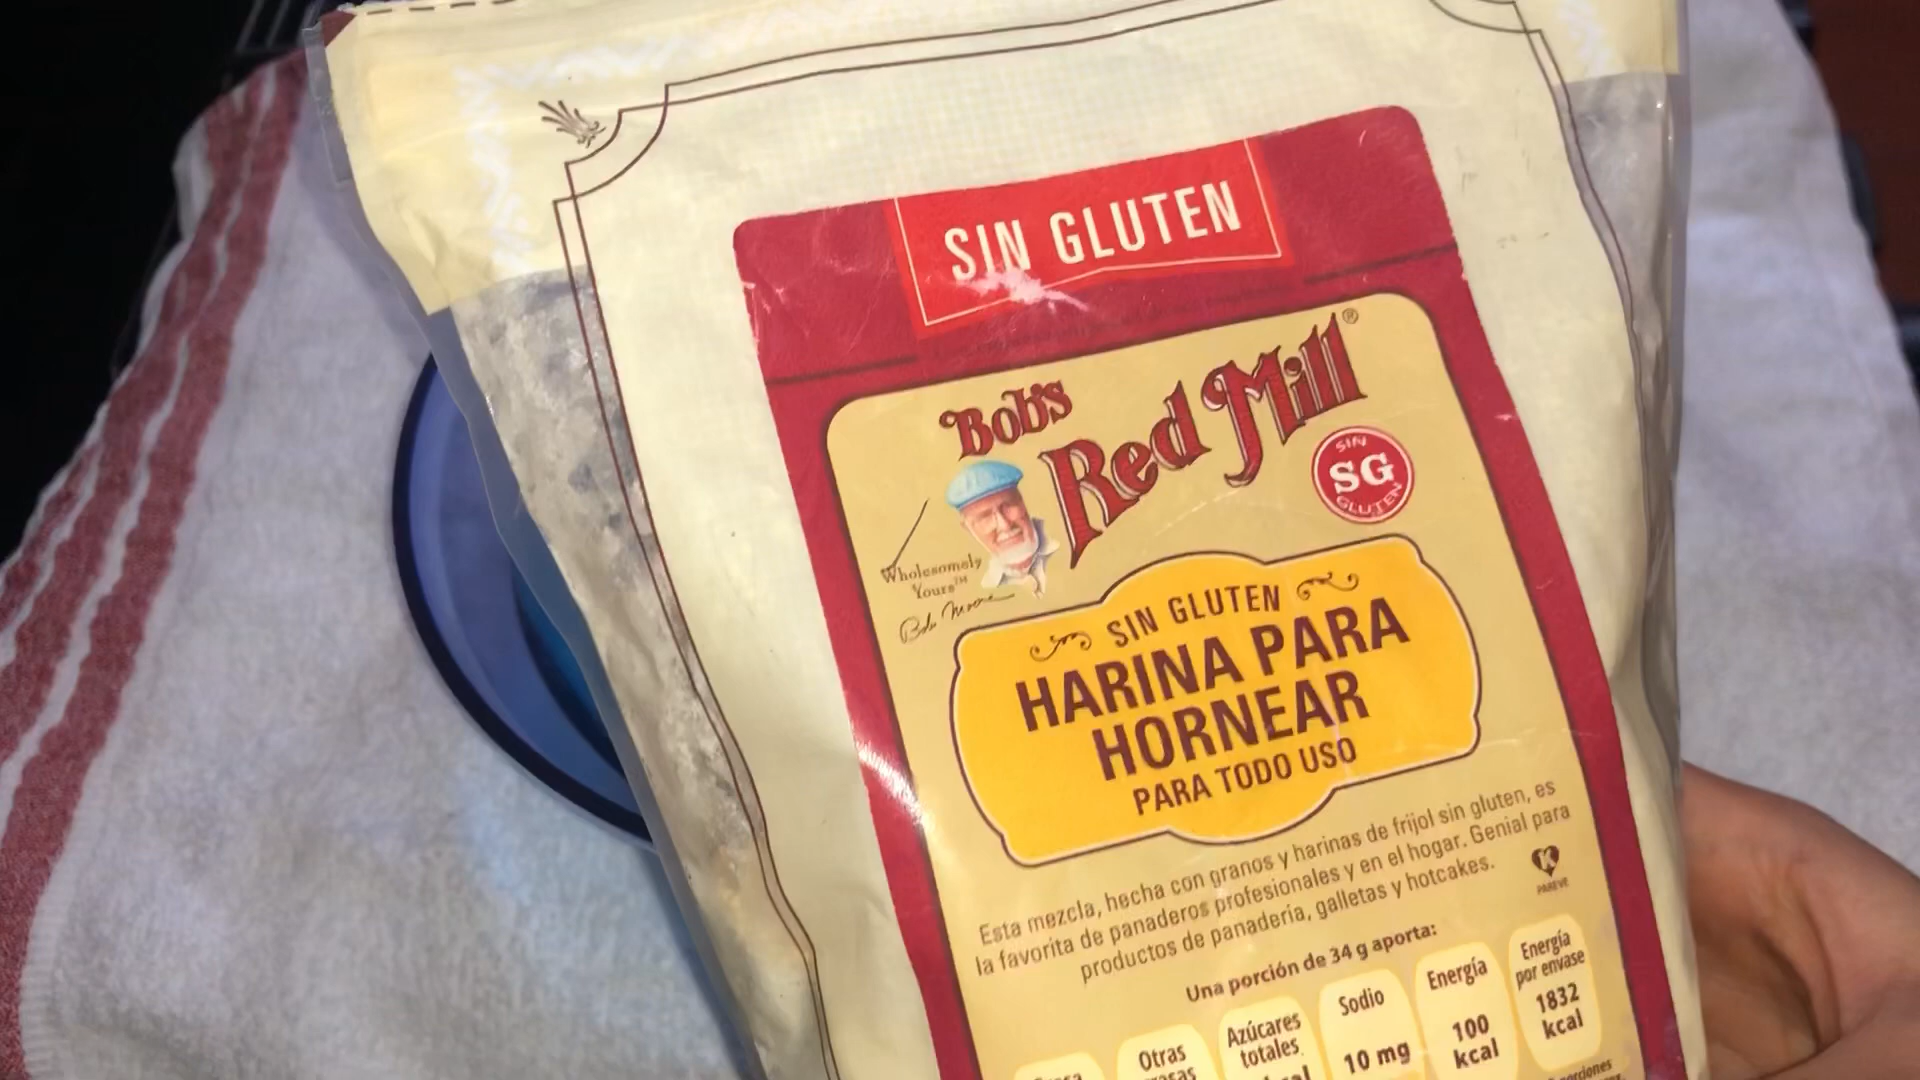 SIN GLUTEN
Bob's
Red Mill®
SIN
SG
GLUTEN
Wholesomely
Yours™
Bob Moore
SIN GLUTEN
HARINA PARA
HORNEAR
PARA TODO USO
Esta mezcla, hecha con granos y harinas de frijol sin gluten, es
la favorita de panaderos profesionales y en el hogar. Genial para
productos de panadería, galletas y hotcakes.
K
PAREVE
Una porción de 34 g aporta:
Otras
Azúcares
totales
Sodio
10 mg
Energía
100
kcal
Energía
por envase
1832
kcal